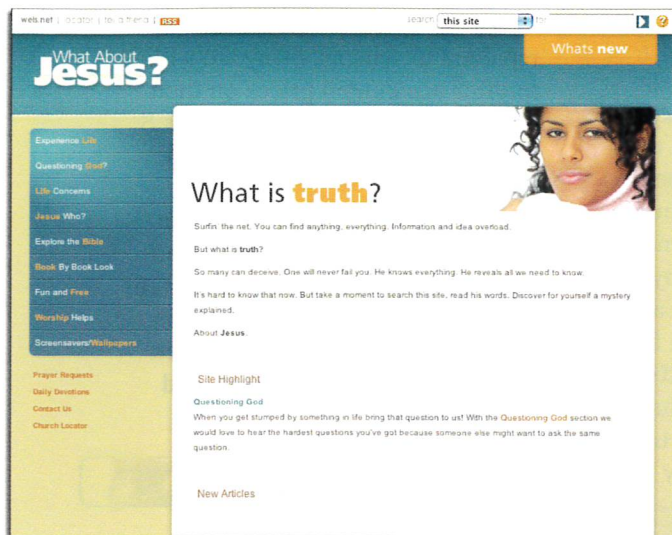 wels.net | locator | tell a friend | RSS
search this site for
Whats new
What About
Jesus?
Experience Life
Questioning God?
Life Concerns
Jesus Who?
Explore the Bible
Book By Book Look
Fun and Free
Worship Helps
Screensavers/Wallpapers
Prayer Requests
Daily Devotions
Contact Us
Church Locator
What is truth?
Surfin' the net. You can find anything, everything. Information and idea overload.
But what is truth?
So many can deceive. One will never fail you. He knows everything. He reveals all we need to know.
It's hard to know that now. But take a moment to search this site, read his words. Discover for yourself a mystery
explained.
About Jesus.
Site Highlight
Questioning God
When you get stumped by something in life bring that question to us! With the Questioning God section we
would love to hear the hardest questions you've got because someone else might want to ask the same
question.
New Articles